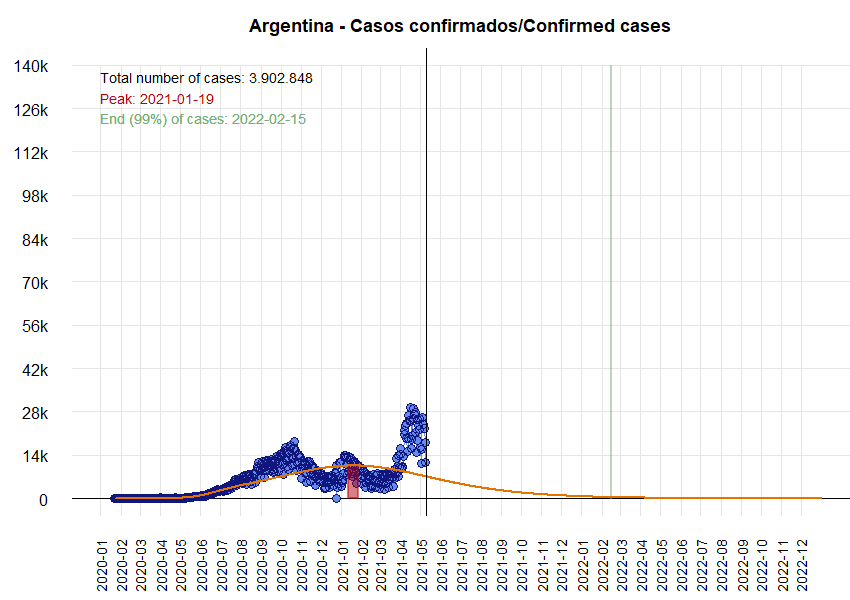 Argentina - Casos confirmados/Confirmed cases
140k
126k
112k
98k
84k
70k
56k
42k
28k
14k
0
Total number of cases: 3.902.848
Peak: 2021-01-19
End (99%) of cases: 2022-02-15
2020-01
2020-02
2020-03
2020-04
2020-05
2020-06
2020-07
2020-08
2020-09
2020-10
2020-11
2020-12
2021-01
2021-02
2021-03
2021-04
2021-05
2021-06
2021-07
2021-08
2021-09
2021-10
2021-11
2021-12
2022-01
2022-02
2022-03
2022-04
2022-05
2022-06
2022-07
2022-08
2022-09
2022-10
2022-11
2022-12